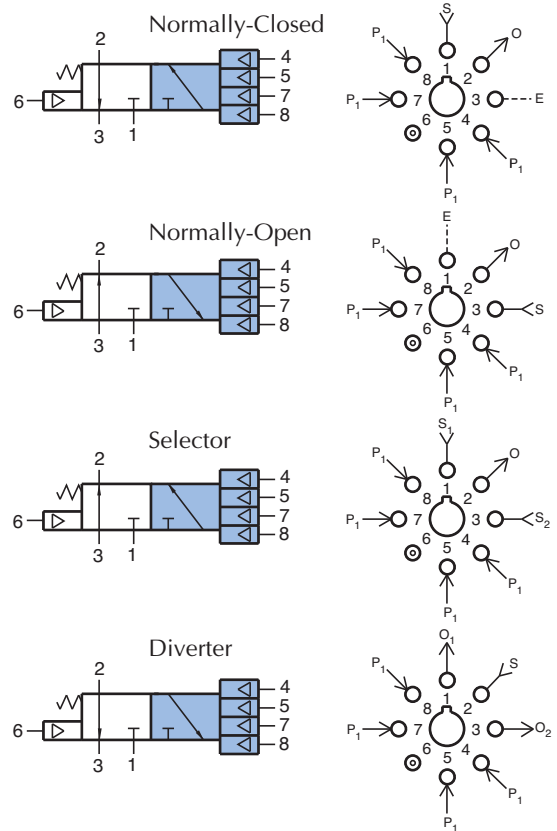 Normally-Closed
2
6
3 1
4
5
7
8
S
P₁ O
8 1 2
P₁ 7 3 E
6 5 4
P₁
P₁
Normally-Open
2
6
3 1
4
5
7
8
E
P₁ O
8 1 2
P₁ 7 3 S
6 5 4
P₁
P₁
Selector
2
6
3 1
4
5
7
8
S₁
P₁ O
8 1 2
P₁ 7 3 S₂
6 5 4
P₁
P₁
Diverter
2
6
3 1
4
5
7
8
O₁
P₁ S
8 1 2
P₁ 7 3 O₂
6 5 4
P₁
P₁